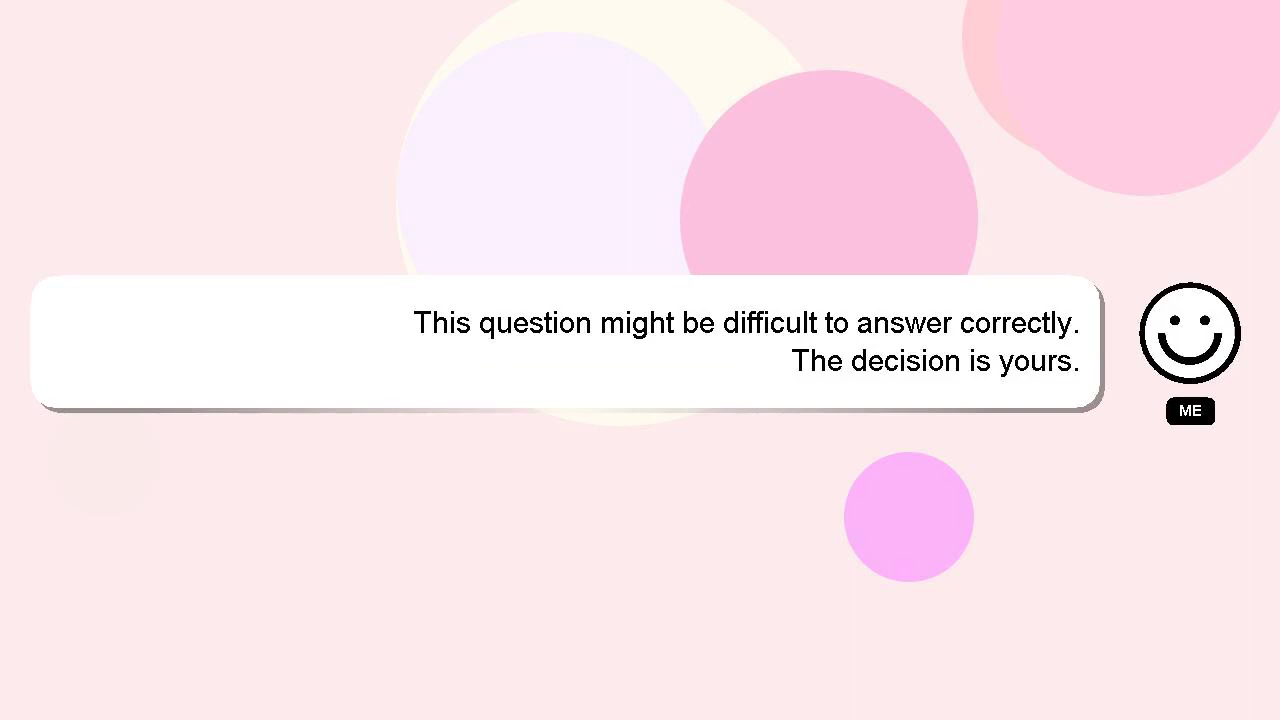 This question might be difficult to answer correctly.
The decision is yours.
ME